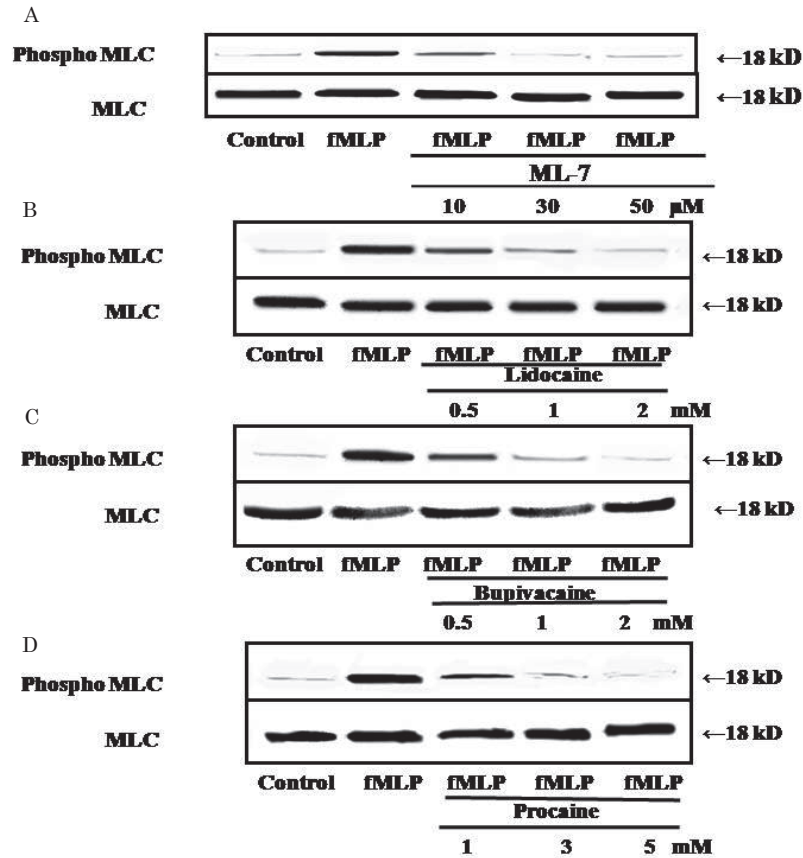 A
Phospho MLC ←18 kD
MLC ←18 kD
Control fMLP fMLP fMLP fMLP
ML-7
10 30 50 µM
B
Phospho MLC ←18 kD
MLC ←18 kD
Control fMLP fMLP fMLP fMLP
Lidocaine
0.5 1 2 mM
C
Phospho MLC ←18 kD
MLC ←18 kD
Control fMLP fMLP fMLP fMLP
Bupivacaine
0.5 1 2 mM
D
Phospho MLC ←18 kD
MLC ←18 kD
Control fMLP fMLP fMLP fMLP
Procaine
1 3 5 mM